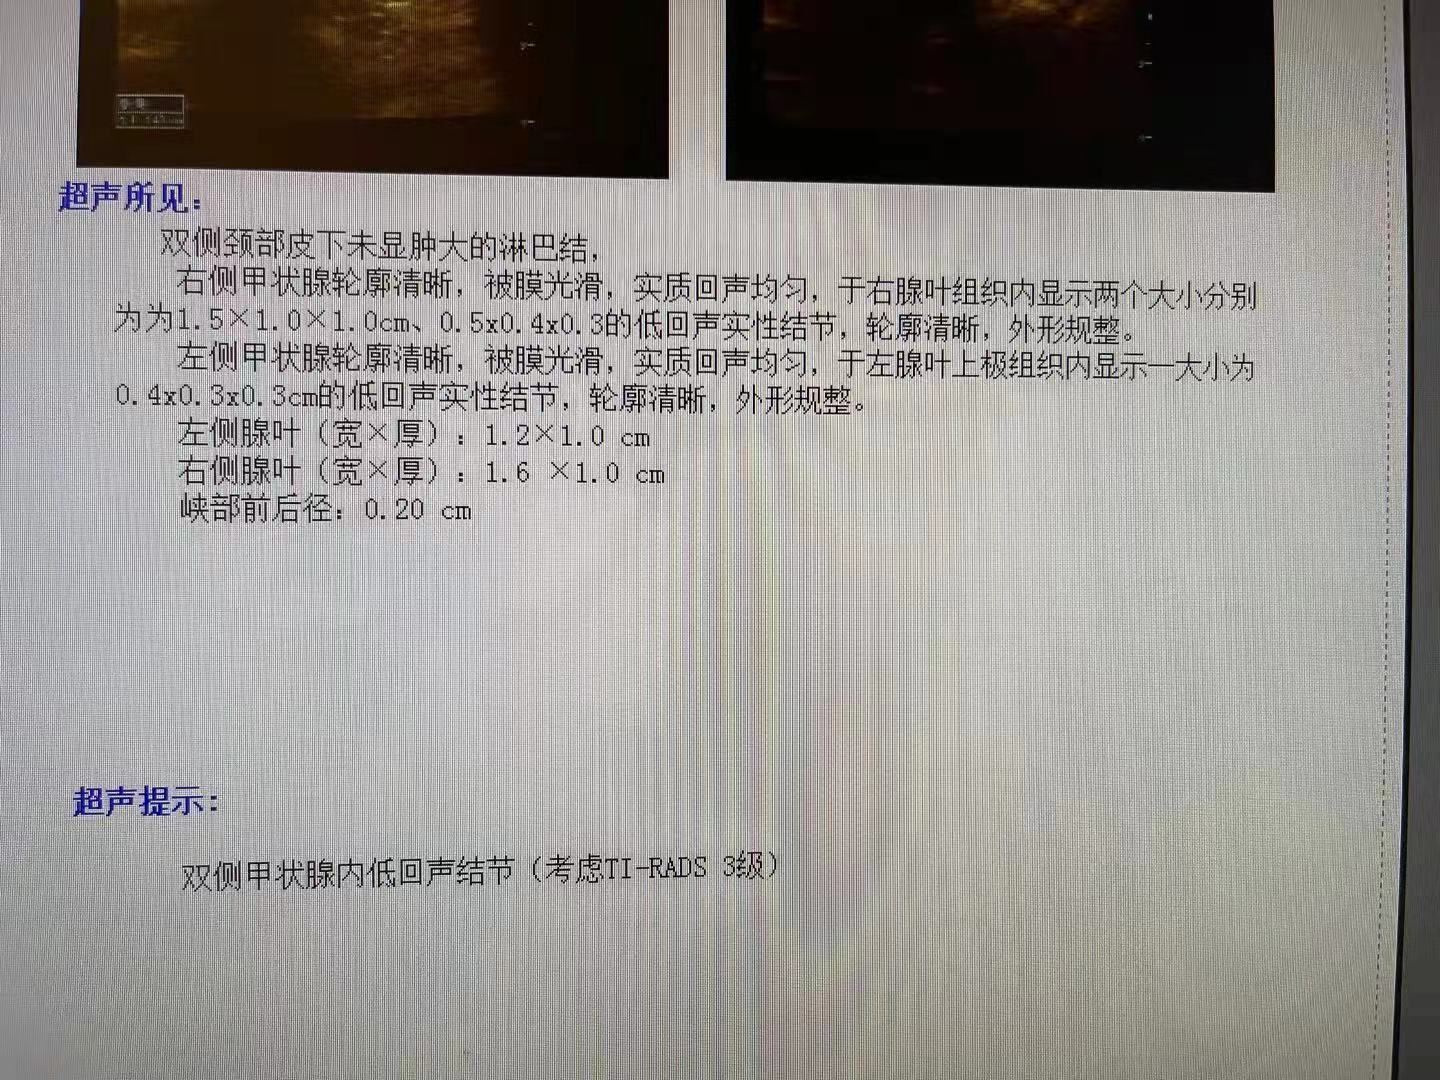 超声所见：
双侧颈部皮下未显肿大的淋巴结，
右侧甲状腺轮廓清晰，被膜光滑，实质回声均匀，于右腺叶组织内显示两个大小分别
为为1.5×1.0×1.0cm、0.5x0.4x0.3的低回声实性结节，轮廓清晰，外形规整。
左侧甲状腺轮廓清晰，被膜光滑，实质回声均匀，于左腺叶上极组织内显示一大小为
0.4x0.3x0.3cm的低回声实性结节，轮廓清晰，外形规整。
左侧腺叶（宽×厚）：1.2×1.0 cm
右侧腺叶（宽×厚）：1.6 ×1.0 cm
峡部前后径：0.20 cm
超声提示：
双侧甲状腺内低回声结节（考虑TI-RADS 3级）